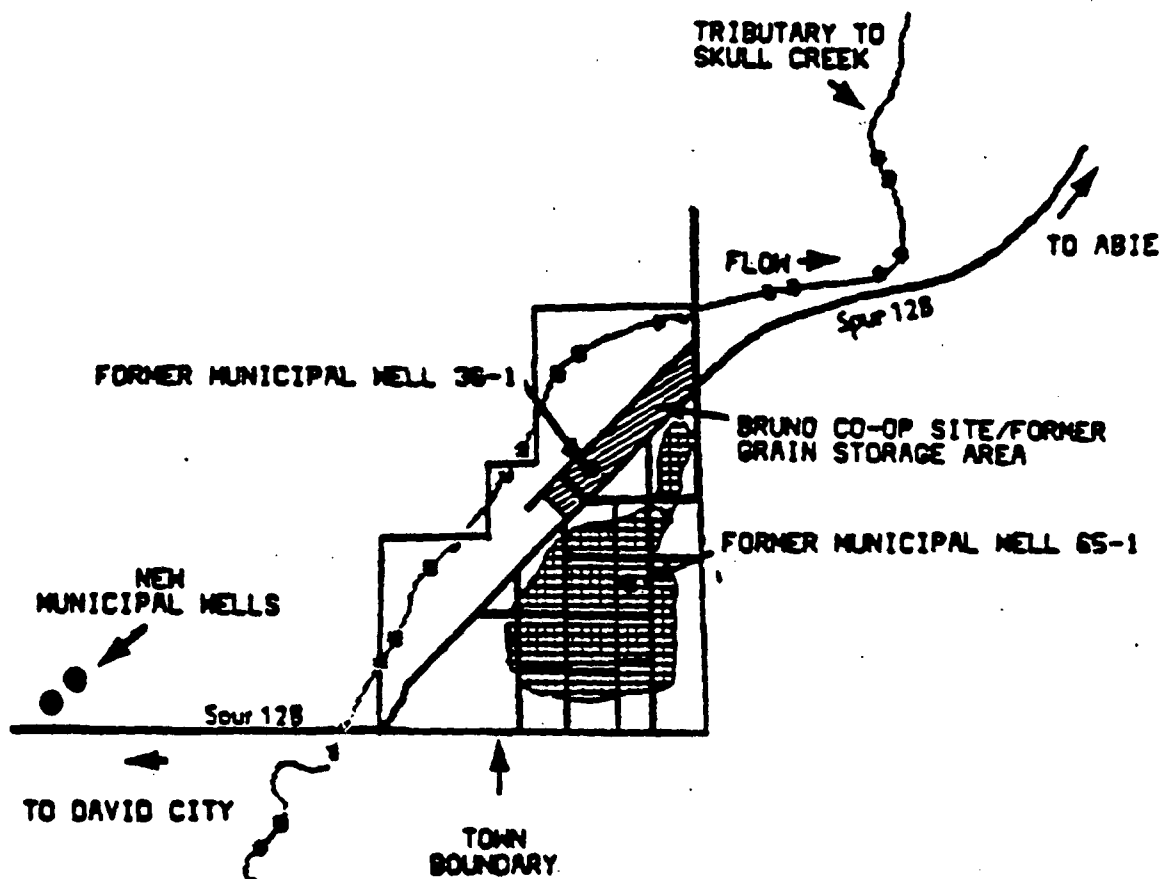 TRIBUTARY TO
SKULL CREEK
TO ABIE
FLOW
Spur 12B
FORMER MUNICIPAL WELL 36-1
BRUNO CO-OP SITE/FORMER
GRAIN STORAGE AREA
FORMER MUNICIPAL WELL 65-1
NEW
MUNICIPAL WELLS
Spur 12B
TO DAVID CITY
TOWN
BOUNDARY